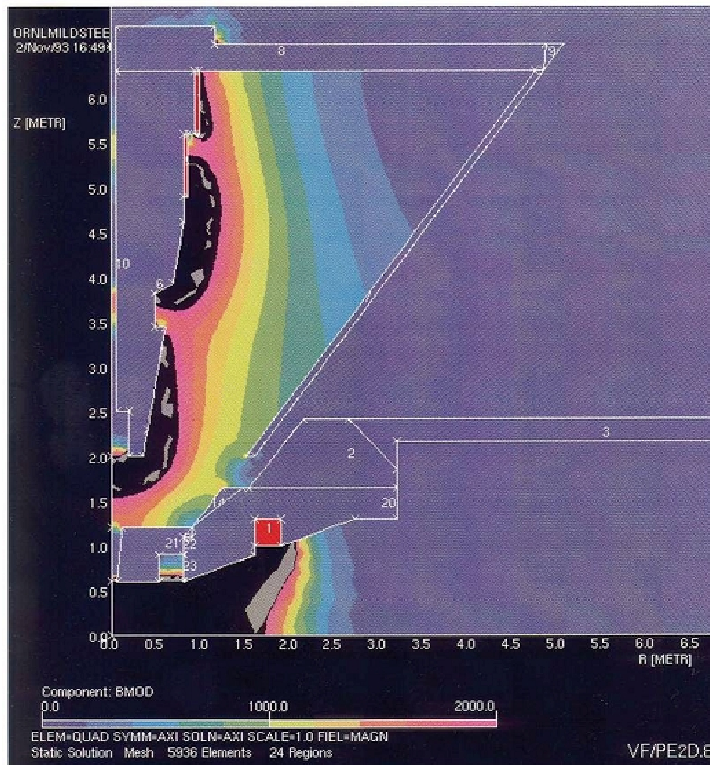 ORNLMILDSTEE
2/Nov/93 16:49
8
9
6.0
Z [METR]
5.5
5.0
4.5
10
4.0
6
3.5
3.0
2.5
2
3
2.0
1.5
20
1
1.0
21
22
23
0.5
0.0
0.5 1.0 1.5 2.0 2.5 3.0 3.5 4.0 4.5 5.0 5.5 6.0 6.5
R [METR]
Component: BMOD
0.0 1000.0 2000.0
ELEM=QUAD SYMM=AXI SOLN=AXI SCALE=1.0 FIEL=MAGN
Static Solution Mesh 5936 Elements 24 Regions
VF/PE2D.8